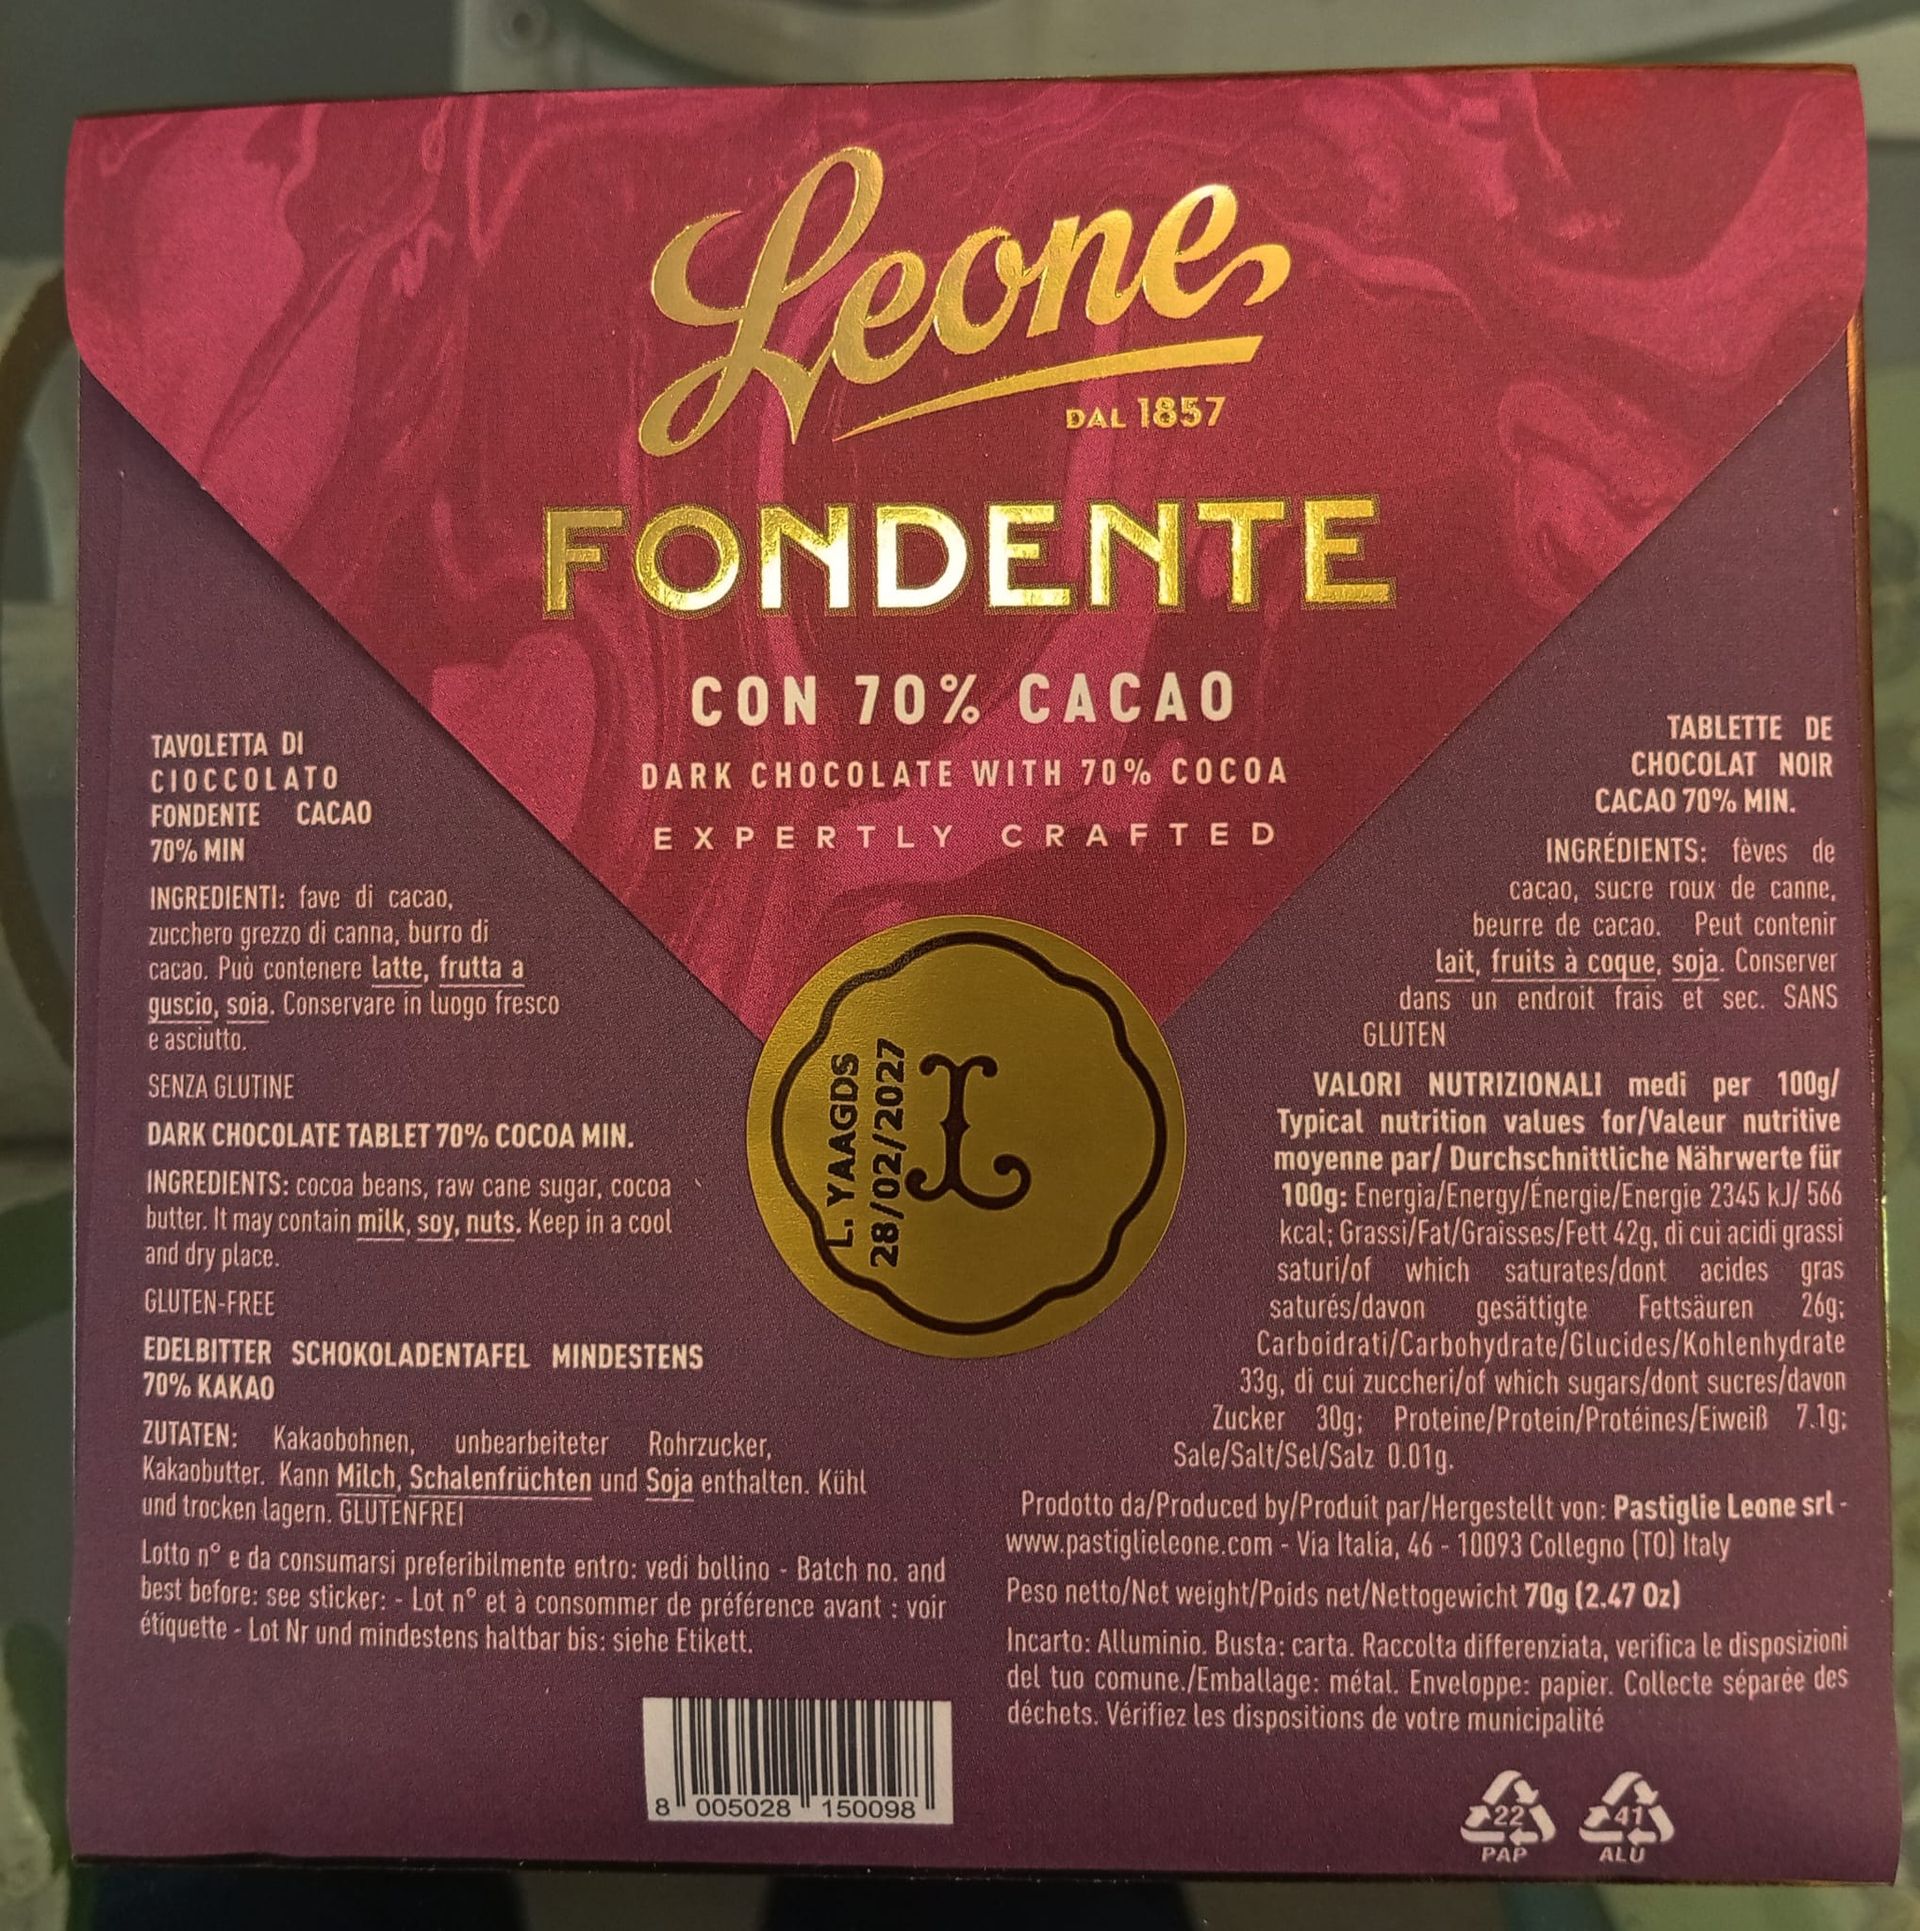 Leone
DAL 1857
FONDENTE
CON 70% CACAO
DARK CHOCOLATE WITH 70% COCOA
EXPERTLY CRAFTED
TAVOLETTA DI
CIOCCOLATO
FONDENTE CACAO
70% MIN
INGREDIENTI: fave di cacao,
zucchero grezzo di canna, burro di
cacao. Può contenere latte, frutta a
guscio, soia. Conservare in luogo fresco
e asciutto.
SENZA GLUTINE
DARK CHOCOLATE TABLET 70% COCOA MIN.
INGREDIENTS: cocoa beans, raw cane sugar, cocoa
butter. It may contain milk, soy, nuts. Keep in a cool
and dry place.
GLUTEN-FREE
EDELBITTER SCHOKOLADENTAFEL MINDESTENS
70% KAKAO
ZUTATEN: Kakaobohnen, unbearbeiteter Rohrzucker,
Kakaobutter. Kann Milch, Schalenfrüchten und Soja enthalten. Kühl
und trocken lagern. GLUTENFREI
Lotto n° e da consumarsi preferibilmente entro: vedi bollino - Batch no. and
best before: see sticker: - Lot n° et à consommer de préférence avant : voir
étiquette - Lot Nr und mindestens haltbar bis: siehe Etikett.
8 005028 150098
L. YAAGDS
28/02/2027
L
TABLETTE DE
CHOCOLAT NOIR
CACAO 70% MIN.
INGRÉDIENTS: fèves de
cacao, sucre roux de canne,
beurre de cacao. Peut contenir
lait, fruits à coque, soja. Conserver
dans un endroit frais et sec. SANS
GLUTEN
VALORI NUTRIZIONALI medi per 100g/
Typical nutrition values for/Valeur nutritive
moyenne par/ Durchschnittliche Nährwerte für
100g: Energia/Energy/Énergie/Energie 2345 kJ/ 566
kcal; Grassi/Fat/Graisses/Fett 42g, di cui acidi grassi
saturi/of which saturates/dont acides gras
saturés/davon gesättigte Fettsäuren 26g;
Carboidrati/Carbohydrate/Glucides/Kohlenhydrate
33g, di cui zuccheri/of which sugars/dont sucres/davon
Zucker 30g; Proteine/Protein/Protéines/Eiweiß 7.1g;
Sale/Salt/Sel/Salz 0.01g.
Prodotto da/Produced by/Produit par/Hergestellt von: Pastiglie Leone srl -
www.pastiglieleone.com - Via Italia, 46 - 10093 Collegno (TO) Italy
Peso netto/Net weight/Poids net/Nettogewicht 70g (2.47 Oz)
Incarto: Alluminio. Busta: carta. Raccolta differenziata, verifica le disposizioni
del tuo comune./Emballage: métal. Enveloppe: papier. Collecte séparée des
déchets. Vérifiez les dispositions de votre municipalité
22 41
PAP ALU